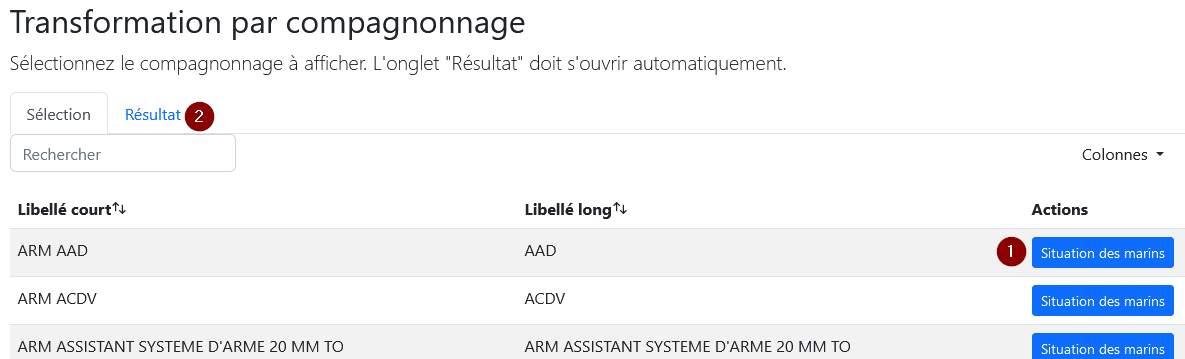 Transformation par compagnonnage
Sélectionnez le compagnonnage à afficher. L'onglet "Résultat" doit s'ouvrir automatiquement.
Sélection Résultat 2
Rechercher Colonnes
Libellé court Libellé long Actions
ARM AAD AAD 1 Situation des marins
ARM ACDV ACDV Situation des marins
ARM ASSISTANT SYSTEME D'ARME 20 MM TO ARM ASSISTANT SYSTEME D'ARME 20 MM TO Situation des marins